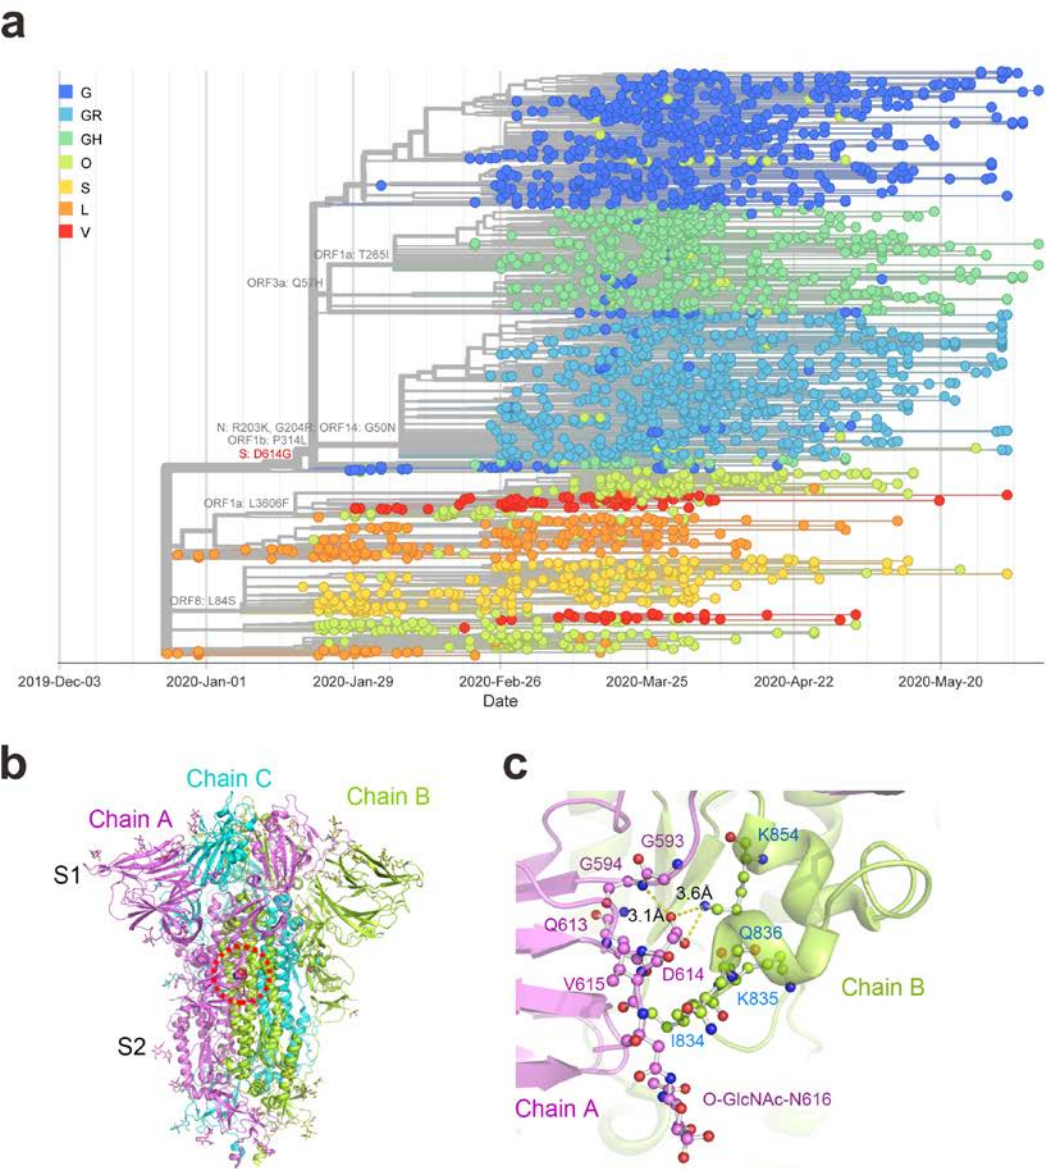 a
G
GR
GH
O
S
L
V
ORF1a: T265I
ORF3a: Q57H
N: R203K, G204R; ORF14: G50N
ORF1b: P314L
S: D614G
ORF1a: L3606F
ORF8: L84S
2019-Dec-03 2020-Jan-01 2020-Jan-29 2020-Feb-26 2020-Mar-25 2020-Apr-22 2020-May-20
Date
b
Chain C
Chain A
Chain B
S1
S2
c
K854
G593
G594
3.6Å
3.1Å
Q613
Q836
D614
V615
K835
Chain B
I834
O-GlcNAc-N616
Chain A